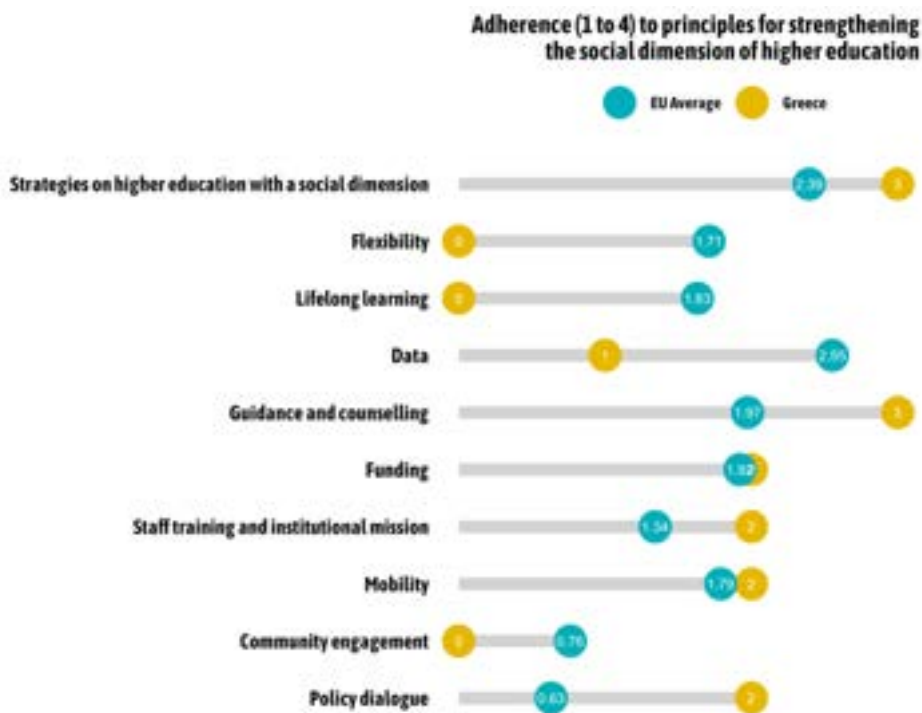 Adherence (1 to 4) to principles for strengthening
the social dimension of higher education
EU Average Greece
Strategies on higher education with a social dimension 2.39 3
Flexibility 0 1.71
Lifelong learning 0 1.63
Data 1 2.55
Guidance and counselling 1.97 3
Funding 2
Staff training and institutional mission 1.34 2
Mobility 1.79 2
Community engagement 0 0.76
Policy dialogue 0.63 2